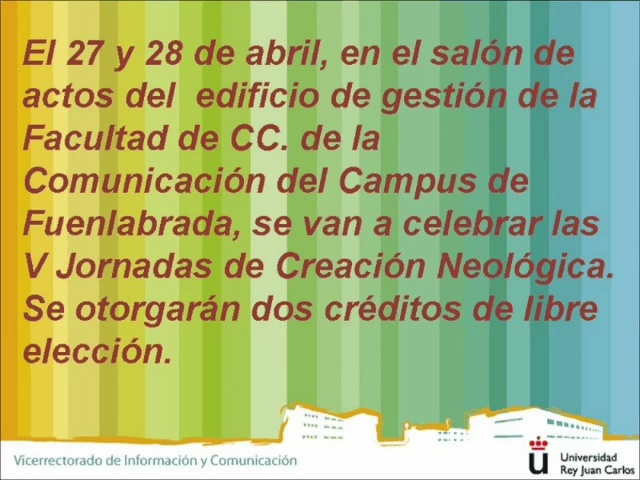 El 27 y 28 de abril, en el salón de
actos del  edificio de gestión de la
Facultad de CC. de la
Comunicación del Campus de
Fuenlabrada, se van a celebrar las
V Jornadas de Creación Neológica.
Se otorgarán dos créditos de libre
elección.
Vicerrectorado de Información y Comunicación
u
Universidad
Rey Juan Carlos